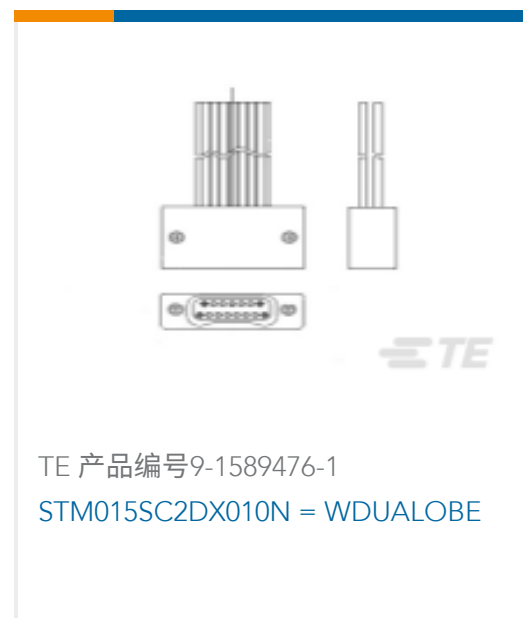 TE
TE 产品编号9-1589476-1
STM015SC2DX010N = WDUALOBE